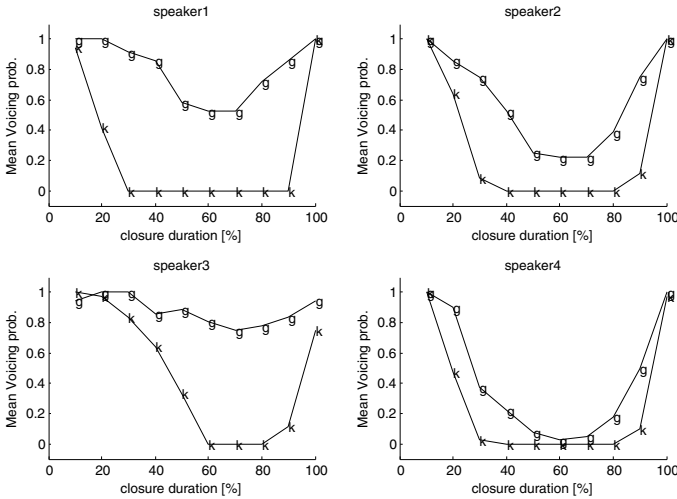 speaker1
Mean Voicing prob.
1
0.8
0.6
0.4
0.2
0
g g g g g g g g g g
k k k k k k k k k k
0 20 40 60 80 100
closure duration [%]
speaker2
Mean Voicing prob.
1
0.8
0.6
0.4
0.2
0
g g g g g g g g g g
k k k k k k k k k k
0 20 40 60 80 100
closure duration [%]
speaker3
Mean Voicing prob.
1
0.8
0.6
0.4
0.2
0
g g g g g g g g g g
k k k k k k k k k k
0 20 40 60 80 100
closure duration [%]
speaker4
Mean Voicing prob.
1
0.8
0.6
0.4
0.2
0
g g g g g g g g g g
k k k k k k k k k k
0 20 40 60 80 100
closure duration [%]